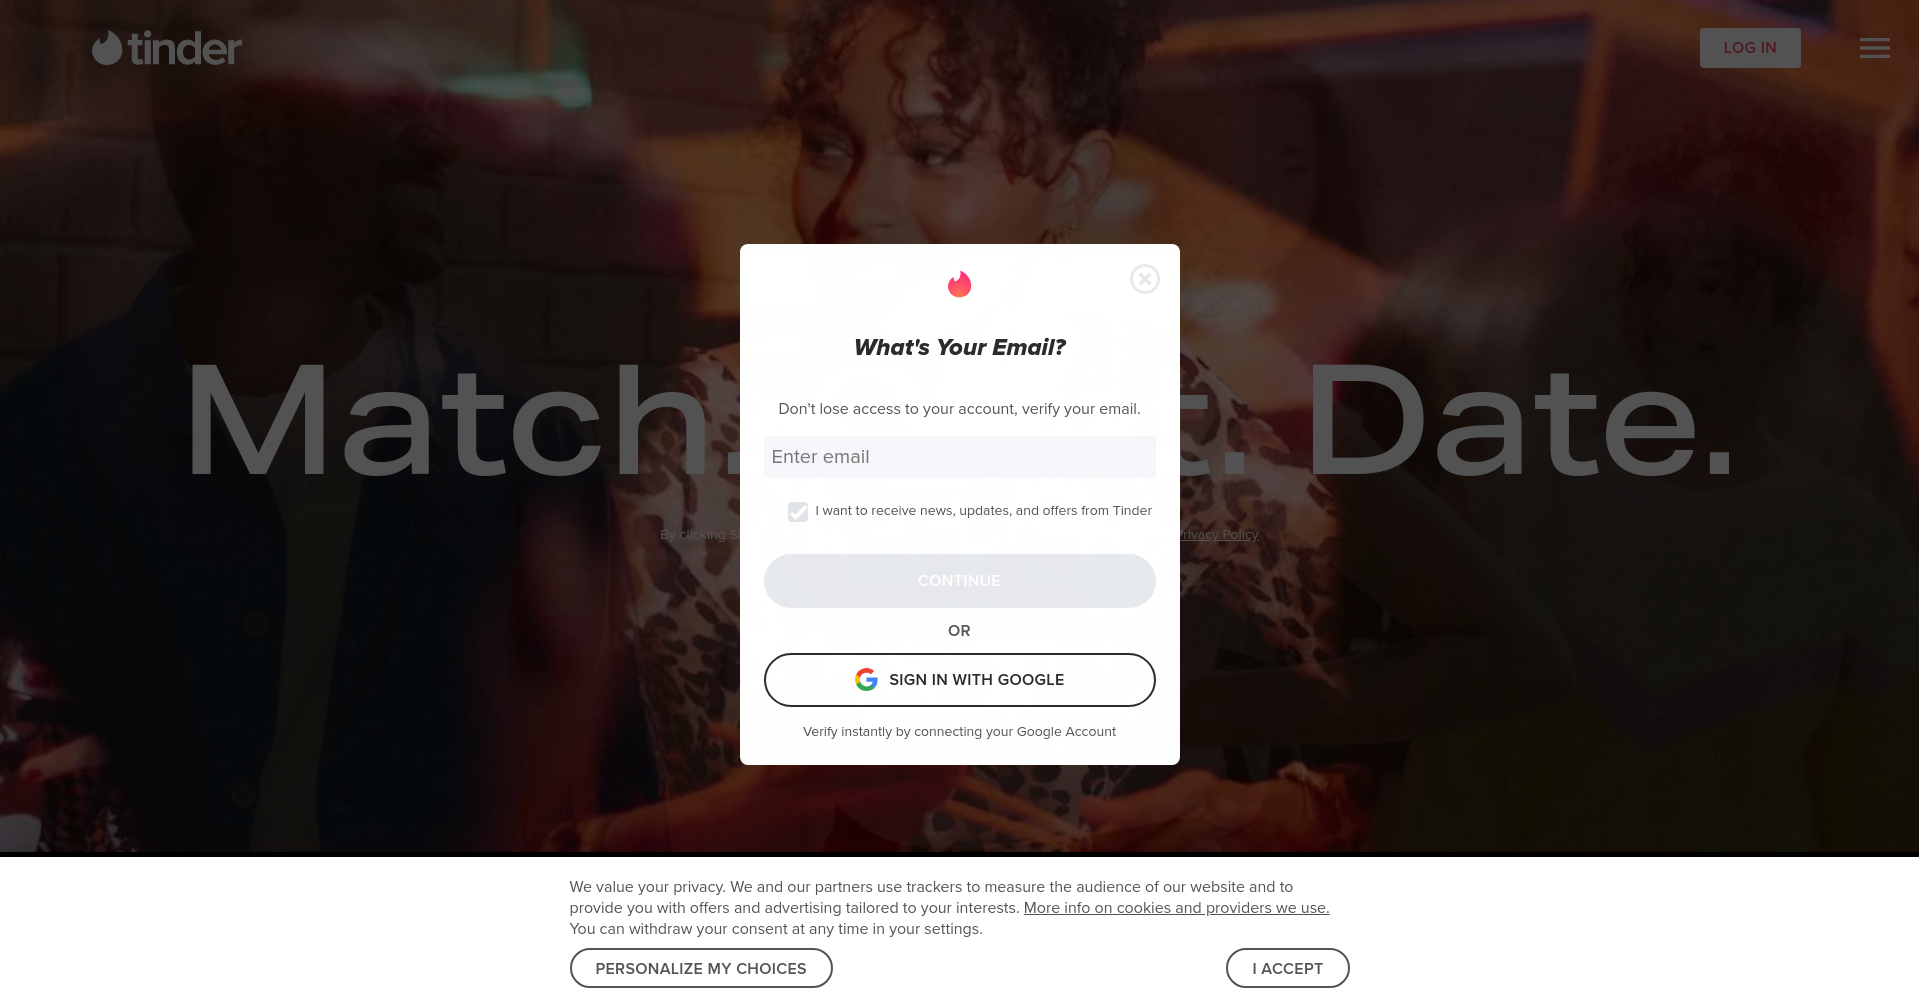 tinder
LOG IN
What's Your Email?
Match.
t. Date.
Don't lose access to your account, verify your email.
Enter email
I want to receive news, updates, and offers from Tinder
By clicking
Privacy Policy
CONTINUE
OR
SIGN IN WITH GOOGLE
Verify instantly by connecting your Google Account
We value your privacy. We and our partners use trackers to measure the audience of our website and to
provide you with offers and advertising tailored to your interests. More info on cookies and providers we use.
You can withdraw your consent at any time in your settings.
PERSONALIZE MY CHOICES
I ACCEPT